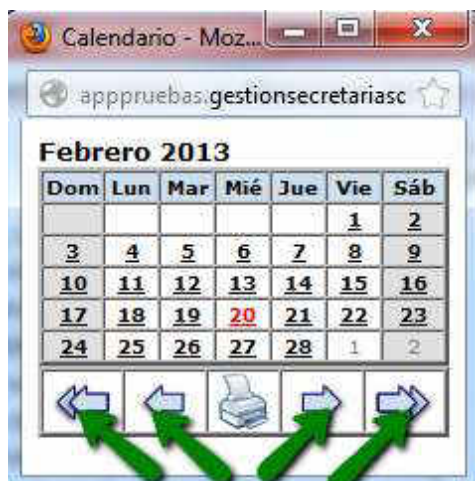 Calendario - Moz...
apppruebas.gestionsecretariasc
Febrero 2013
Dom Lun Mar Mié Jue Vie Sáb
1 2
3 4 5 6 7 8 9
10 11 12 13 14 15 16
17 18 19 20 21 22 23
24 25 26 27 28 1 2